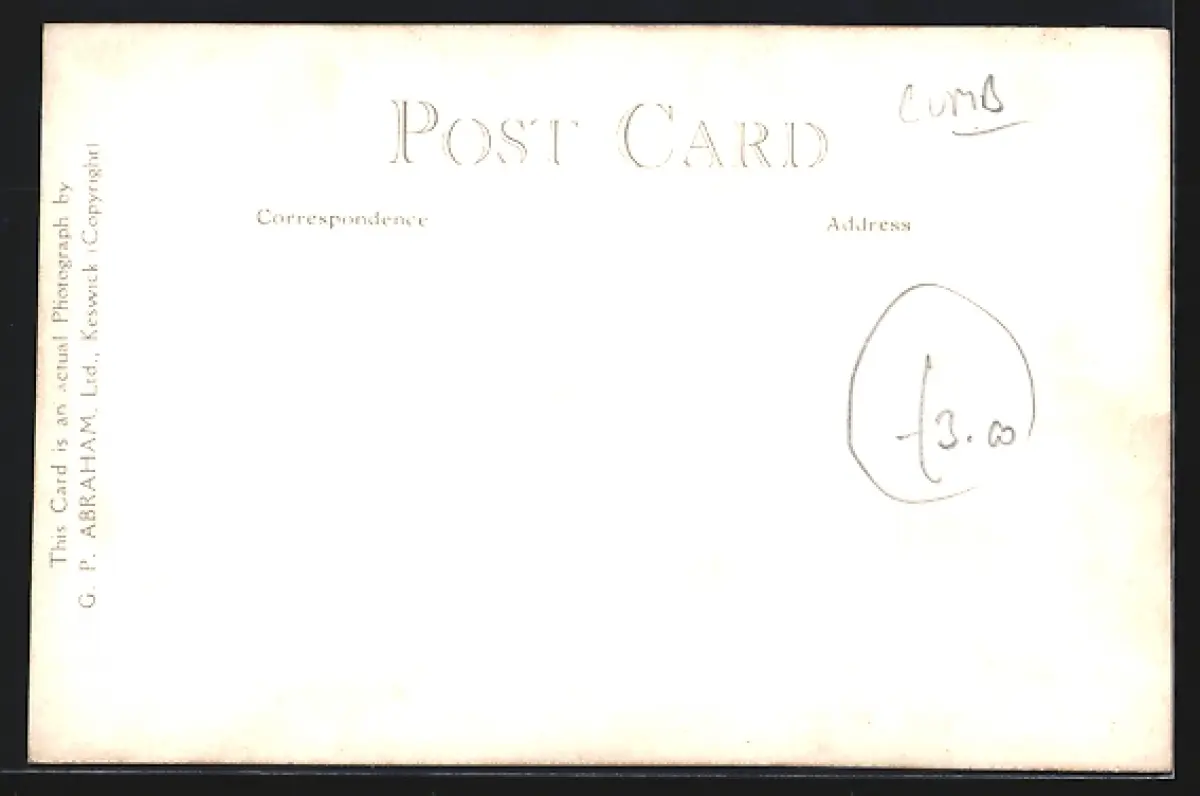 POST CARD
CUMB
Correspondence
Address
£3.00
This Card is an actual Photograph by
G. P. ABRAHAM, Ltd., Keswick (Copyright)